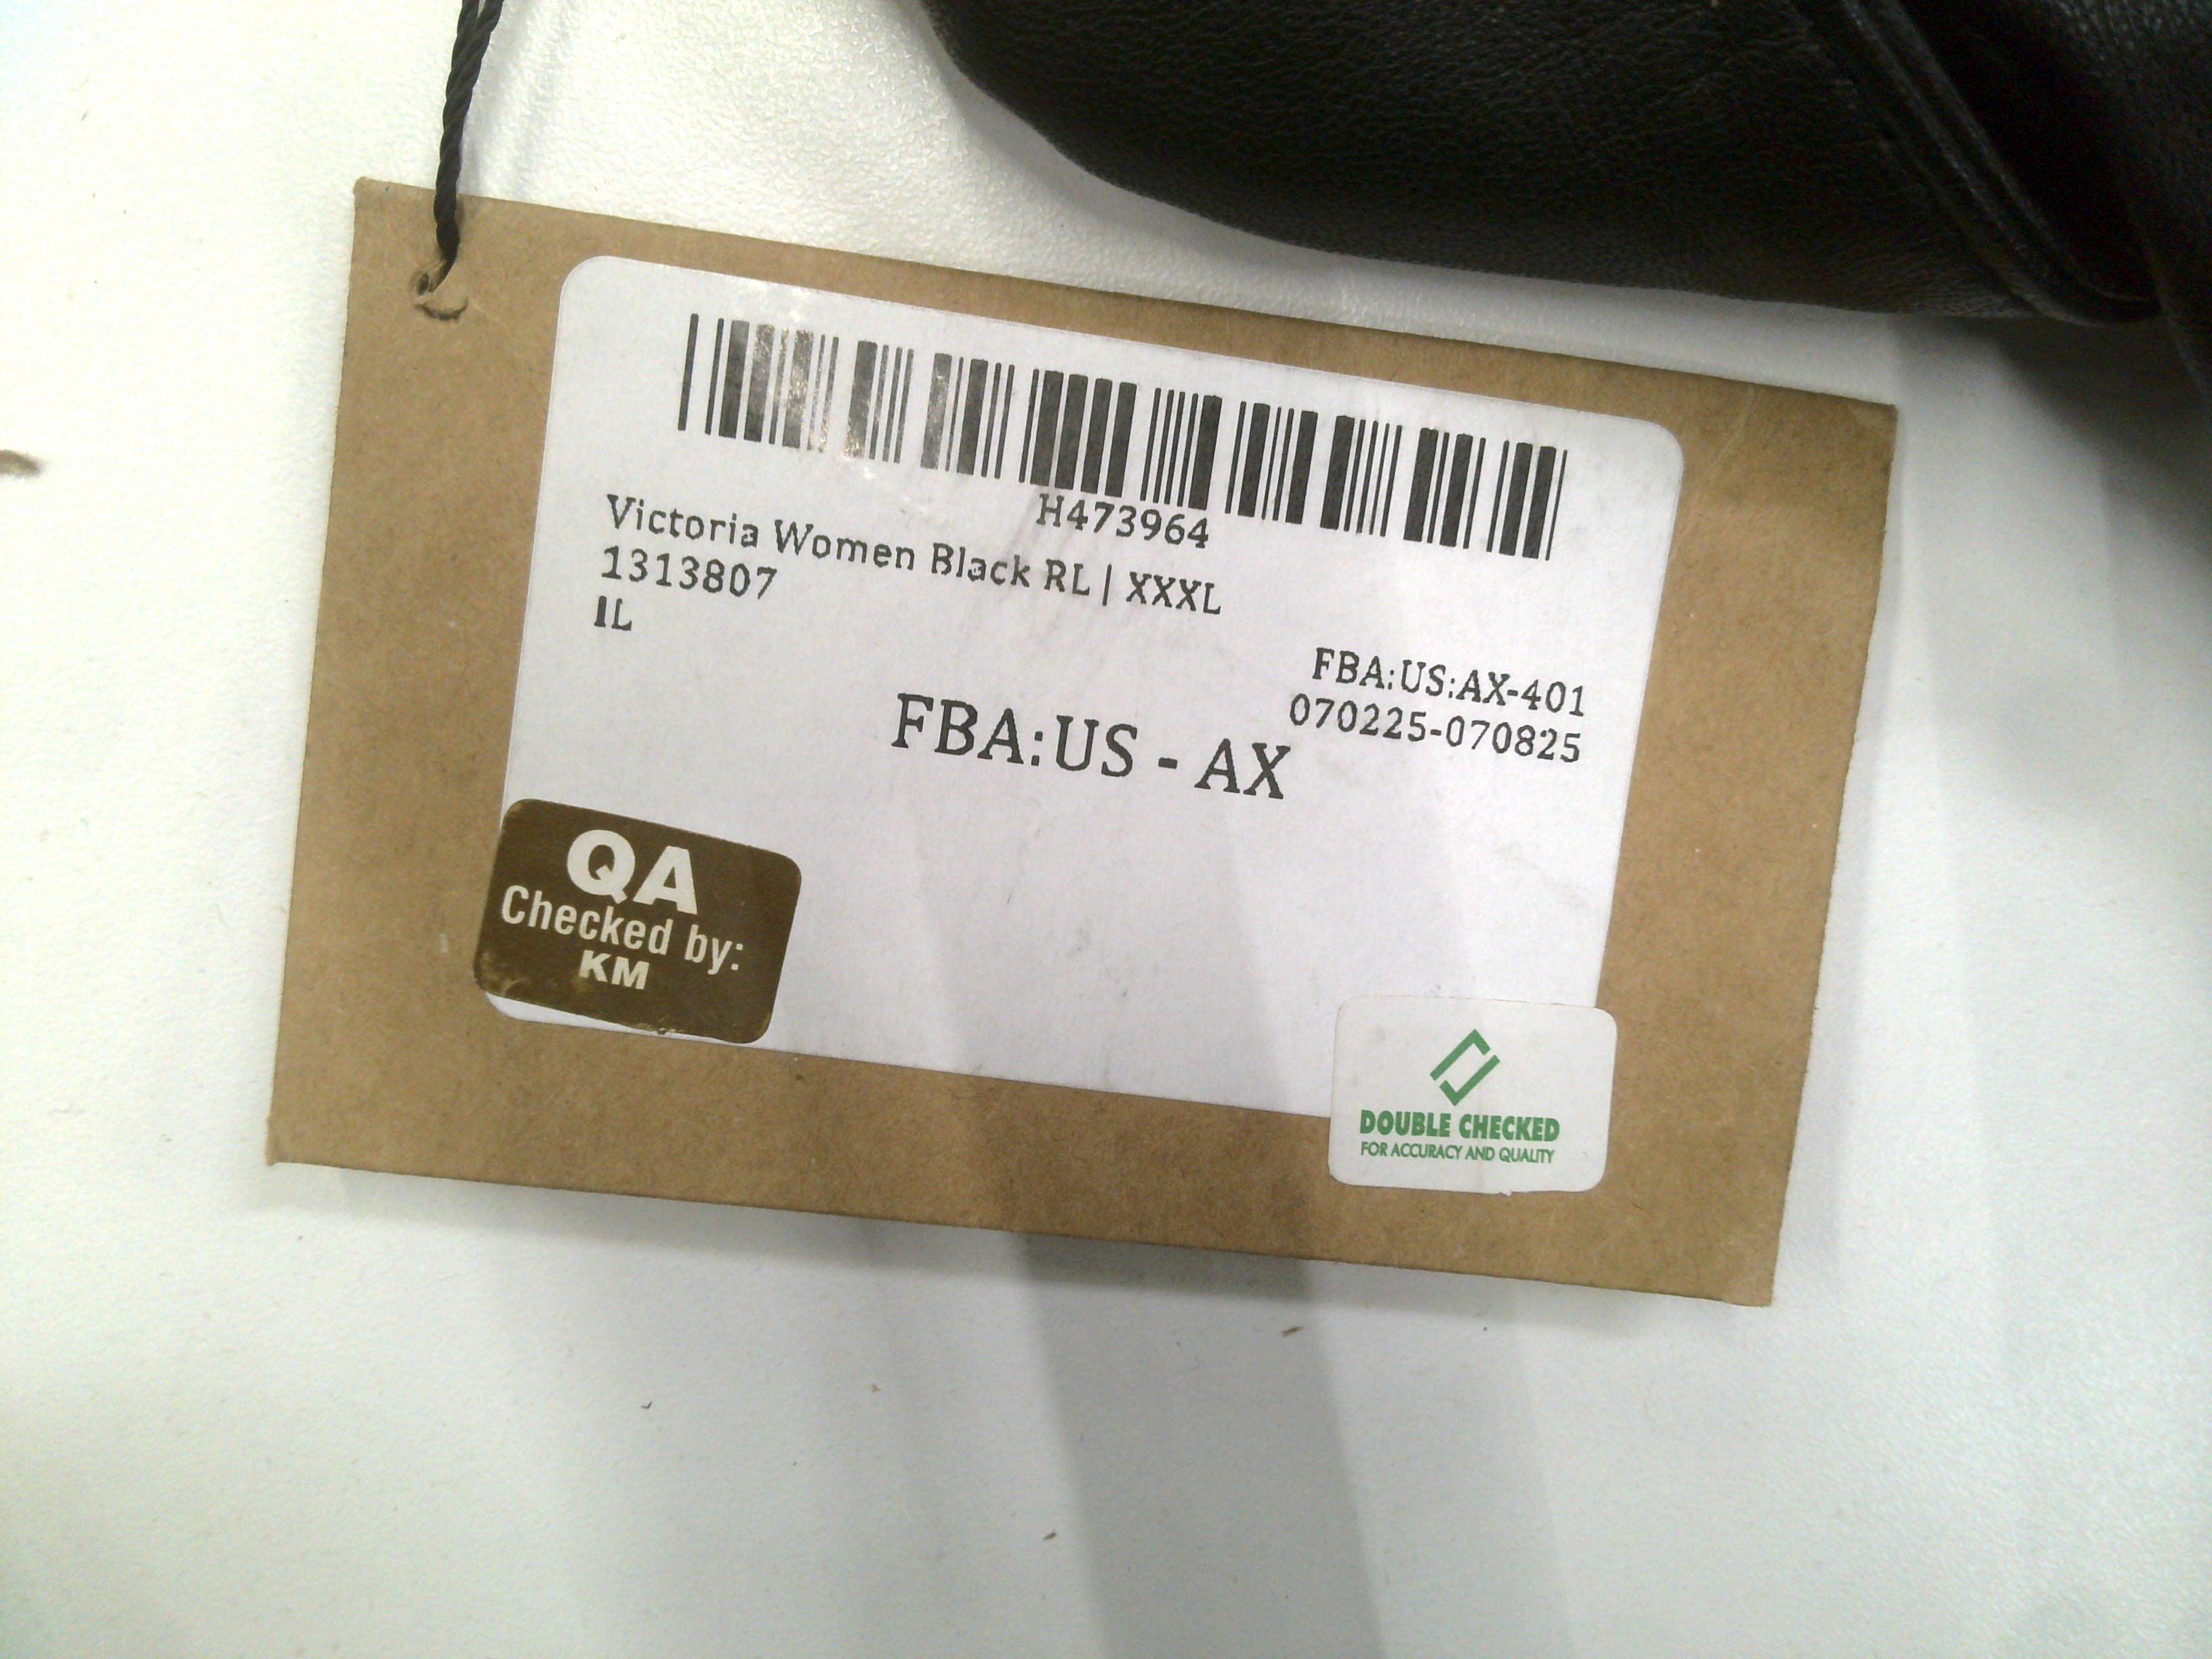 H473964
Victoria Women Black RL | XXXL
1313807
IL
FBA:US:AX-401
070225-070825
FBA:US - AX
QA
Checked by:
KM
DOUBLE CHECKED
FOR ACCURACY AND QUALITY